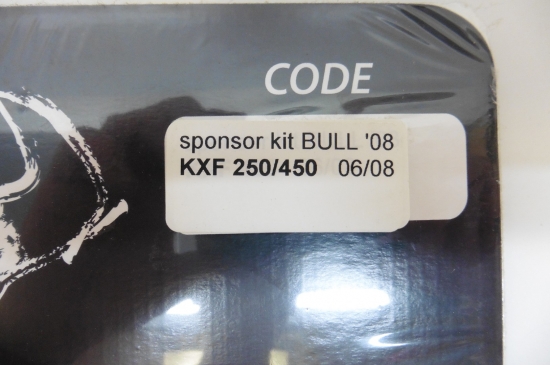 CODE
sponsor kit BULL '08
KXF 250/450 06/08